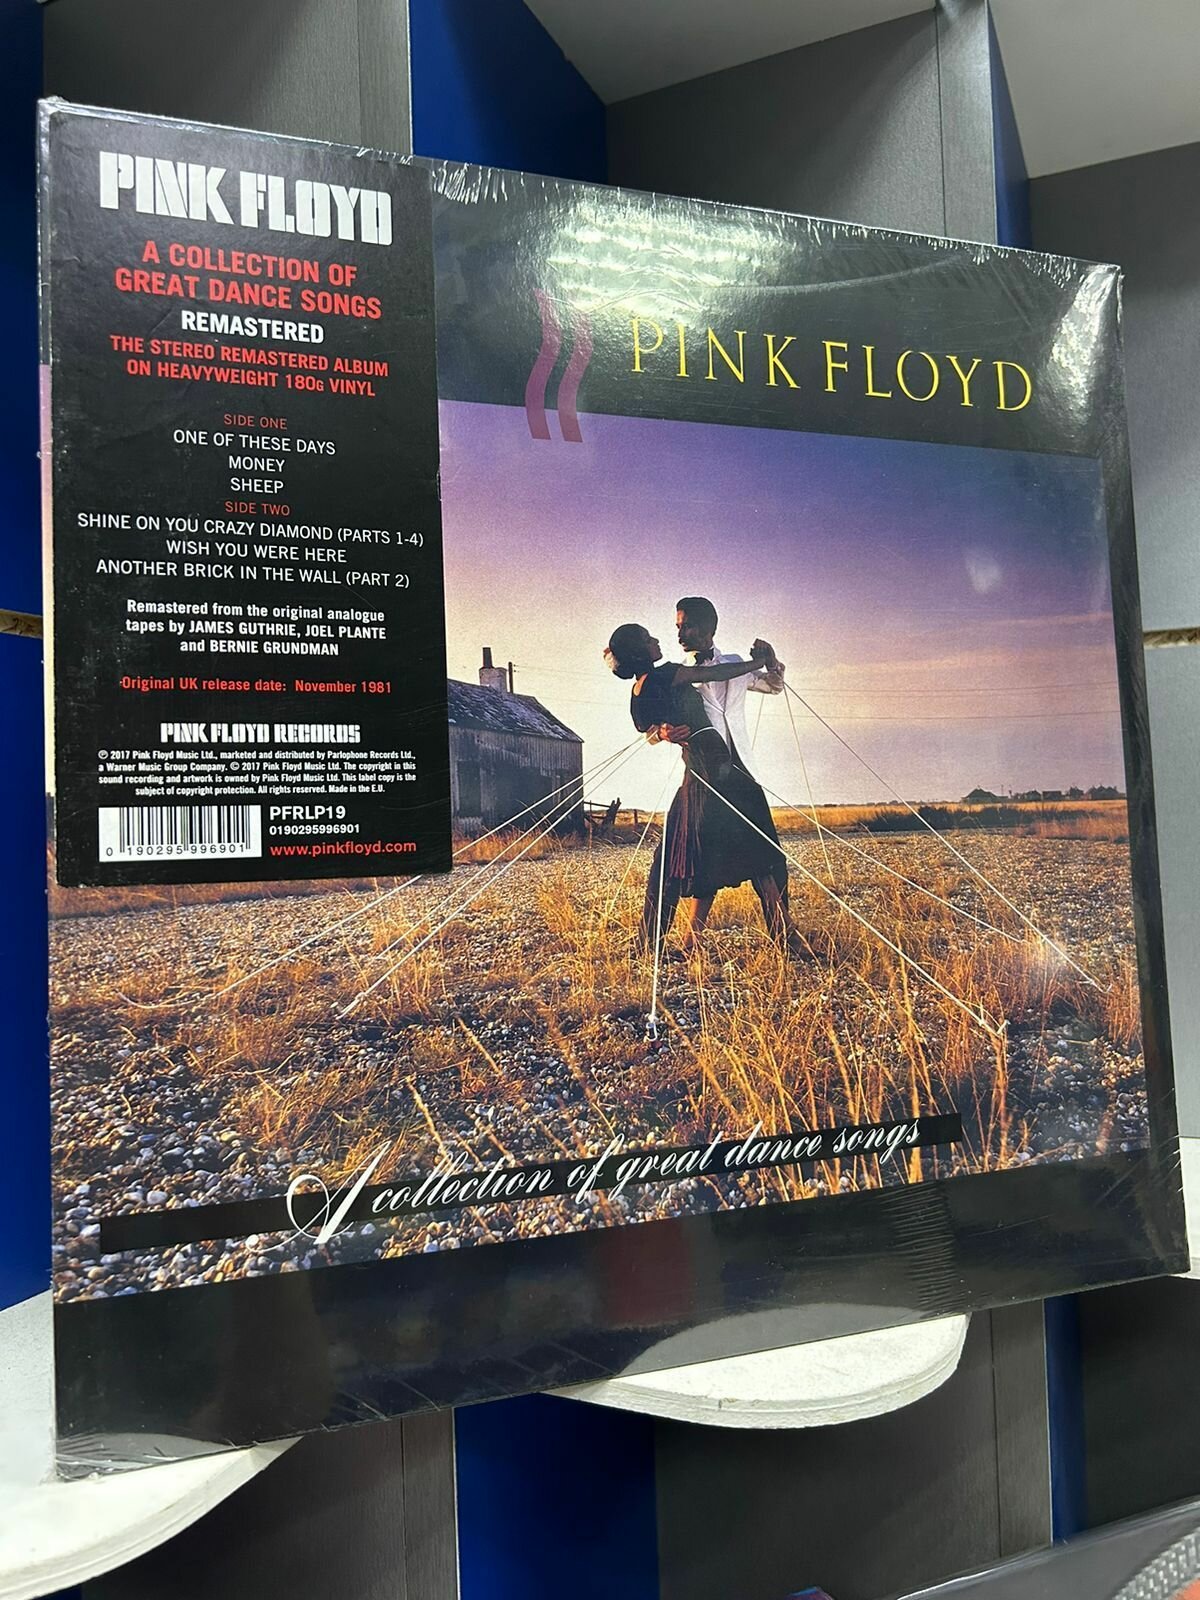 PINK FLOYD
A COLLECTION OF
GREAT DANCE SONGS
REMASTERED
THE STEREO REMASTERED ALBUM
ON HEAVYWEIGHT 180G VINYL
SIDE ONE
ONE OF THESE DAYS
MONEY
SHEEP
SIDE TWO
SHINE ON YOU CRAZY DIAMOND (PARTS 1-4)
WISH YOU WERE HERE
ANOTHER BRICK IN THE WALL (PART 2)
Remastered from the original analogue
tapes by JAMES GUTHRIE, JOEL PLANTE
and BERNIE GRUNDMAN
Original UK release date: November 1981
PINK FLOYD RECORDS
℗ 2017 Pink Floyd Music Ltd., marketed and distributed by Parlophone Records Ltd.,
a Warner Music Group Company. © 2017 Pink Floyd Music Ltd. The copyright in this
sound recording and artwork is owned by Pink Floyd Music Ltd. This label copy is the
subject of copyright protection. All rights reserved. Made in the E.U.
PFRLP19
0190295996901
www.pinkfloyd.com
0 190295 996901
PINK FLOYD
A collection of great dance songs